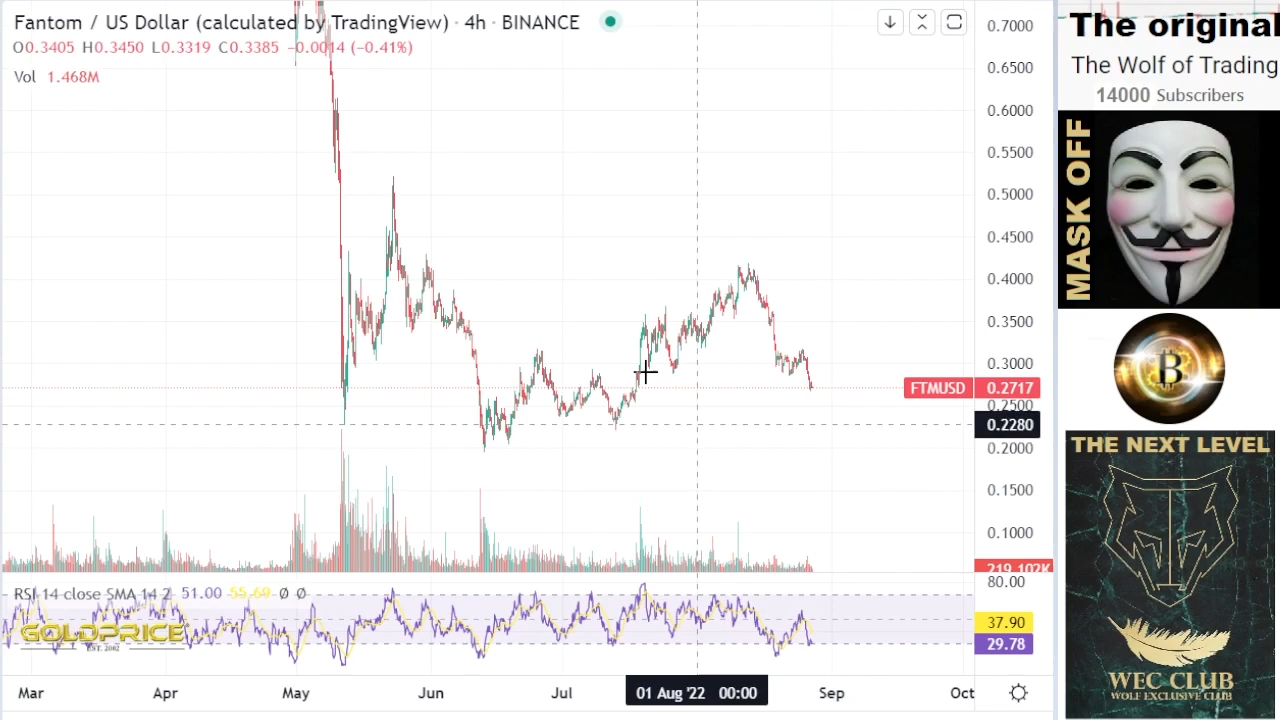 Fantom / US Dollar (calculated by TradingView) · 4h · BINANCE
O0.3405 H0.3450 L0.3319 C0.3385 −0.0014 (−0.41%)
Vol 1.468M
0.7000
0.6500
0.6000
0.5500
0.5000
0.4500
0.4000
0.3500
0.3000
FTMUSD 0.2717
0.2500
0.2280
0.2000
0.1500
0.1000
219.102K
80.00
RSI 14 close SMA 14 2 51.00 55.69 Ø Ø
37.90
29.78
GOLDPRICE
EST. 2002
Mar Apr May Jun Jul 01 Aug '22 00:00 Sep Oct
The original
The Wolf of Trading
14000 Subscribers
MASK OFF
B
THE NEXT LEVEL
WEC CLUB
WOLF EXCLUSIVE CLUB